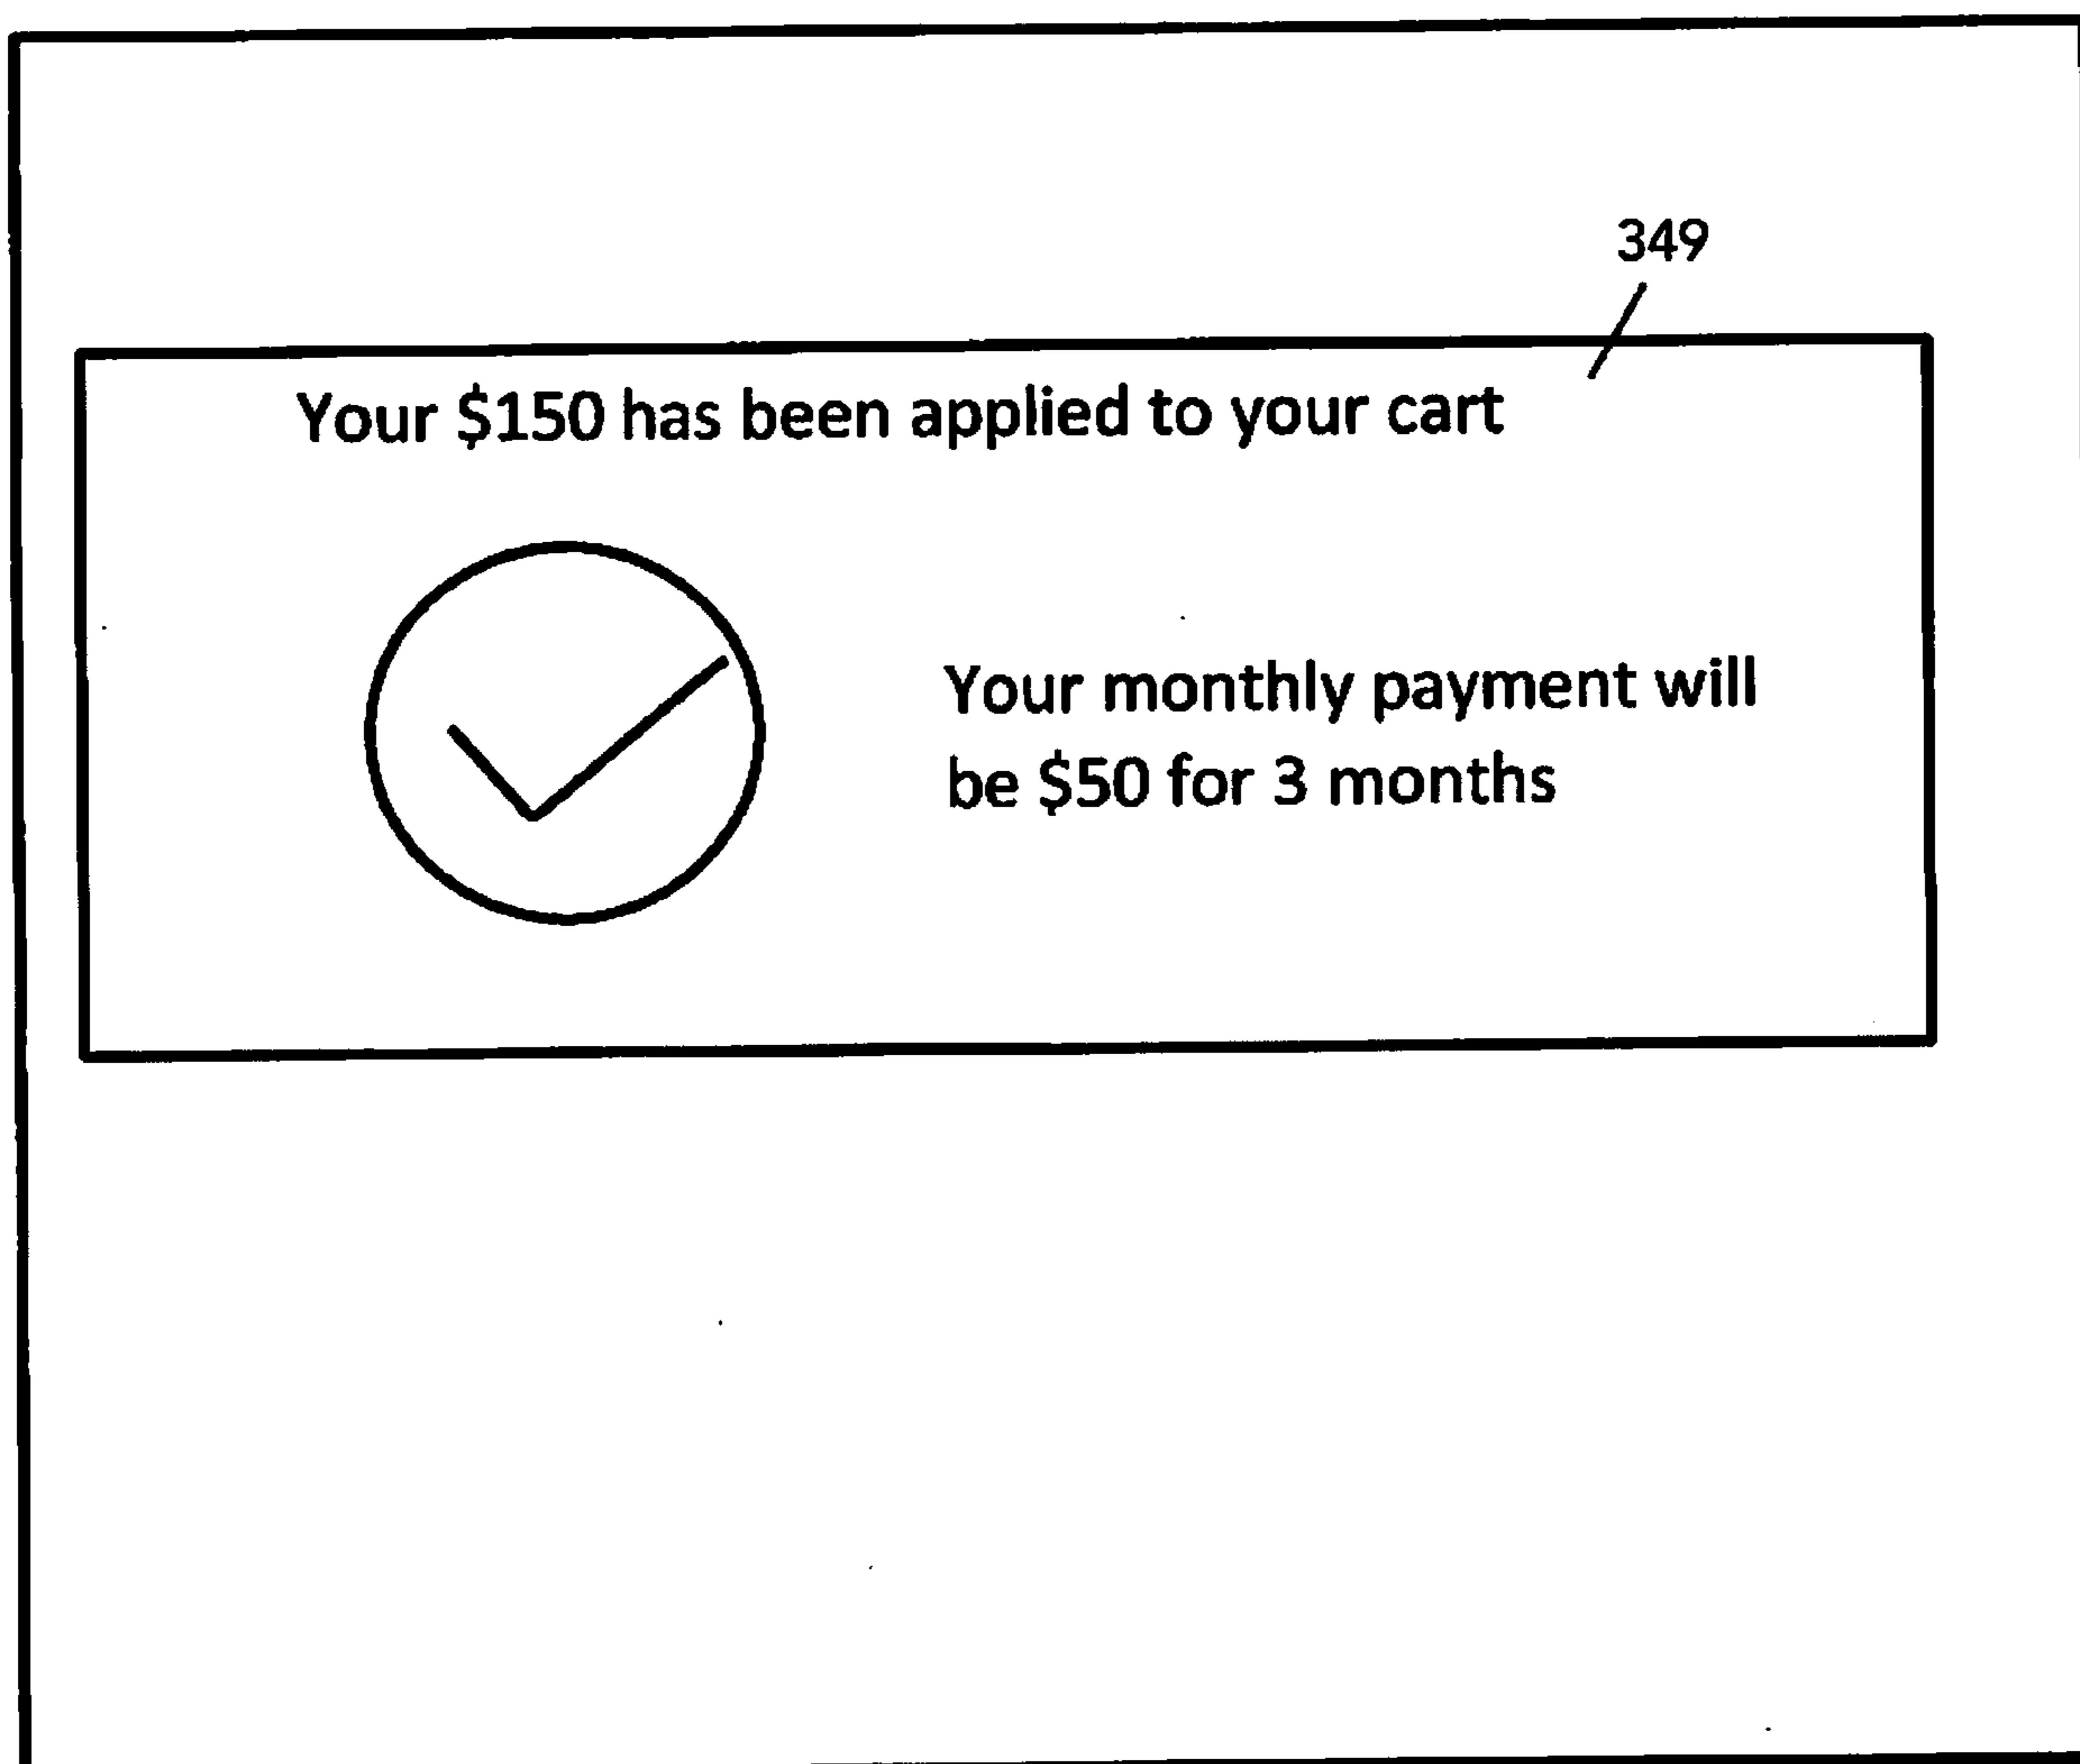 349
Your $150 has been applied to your cart
Your monthly payment will
be $50 for 3 months